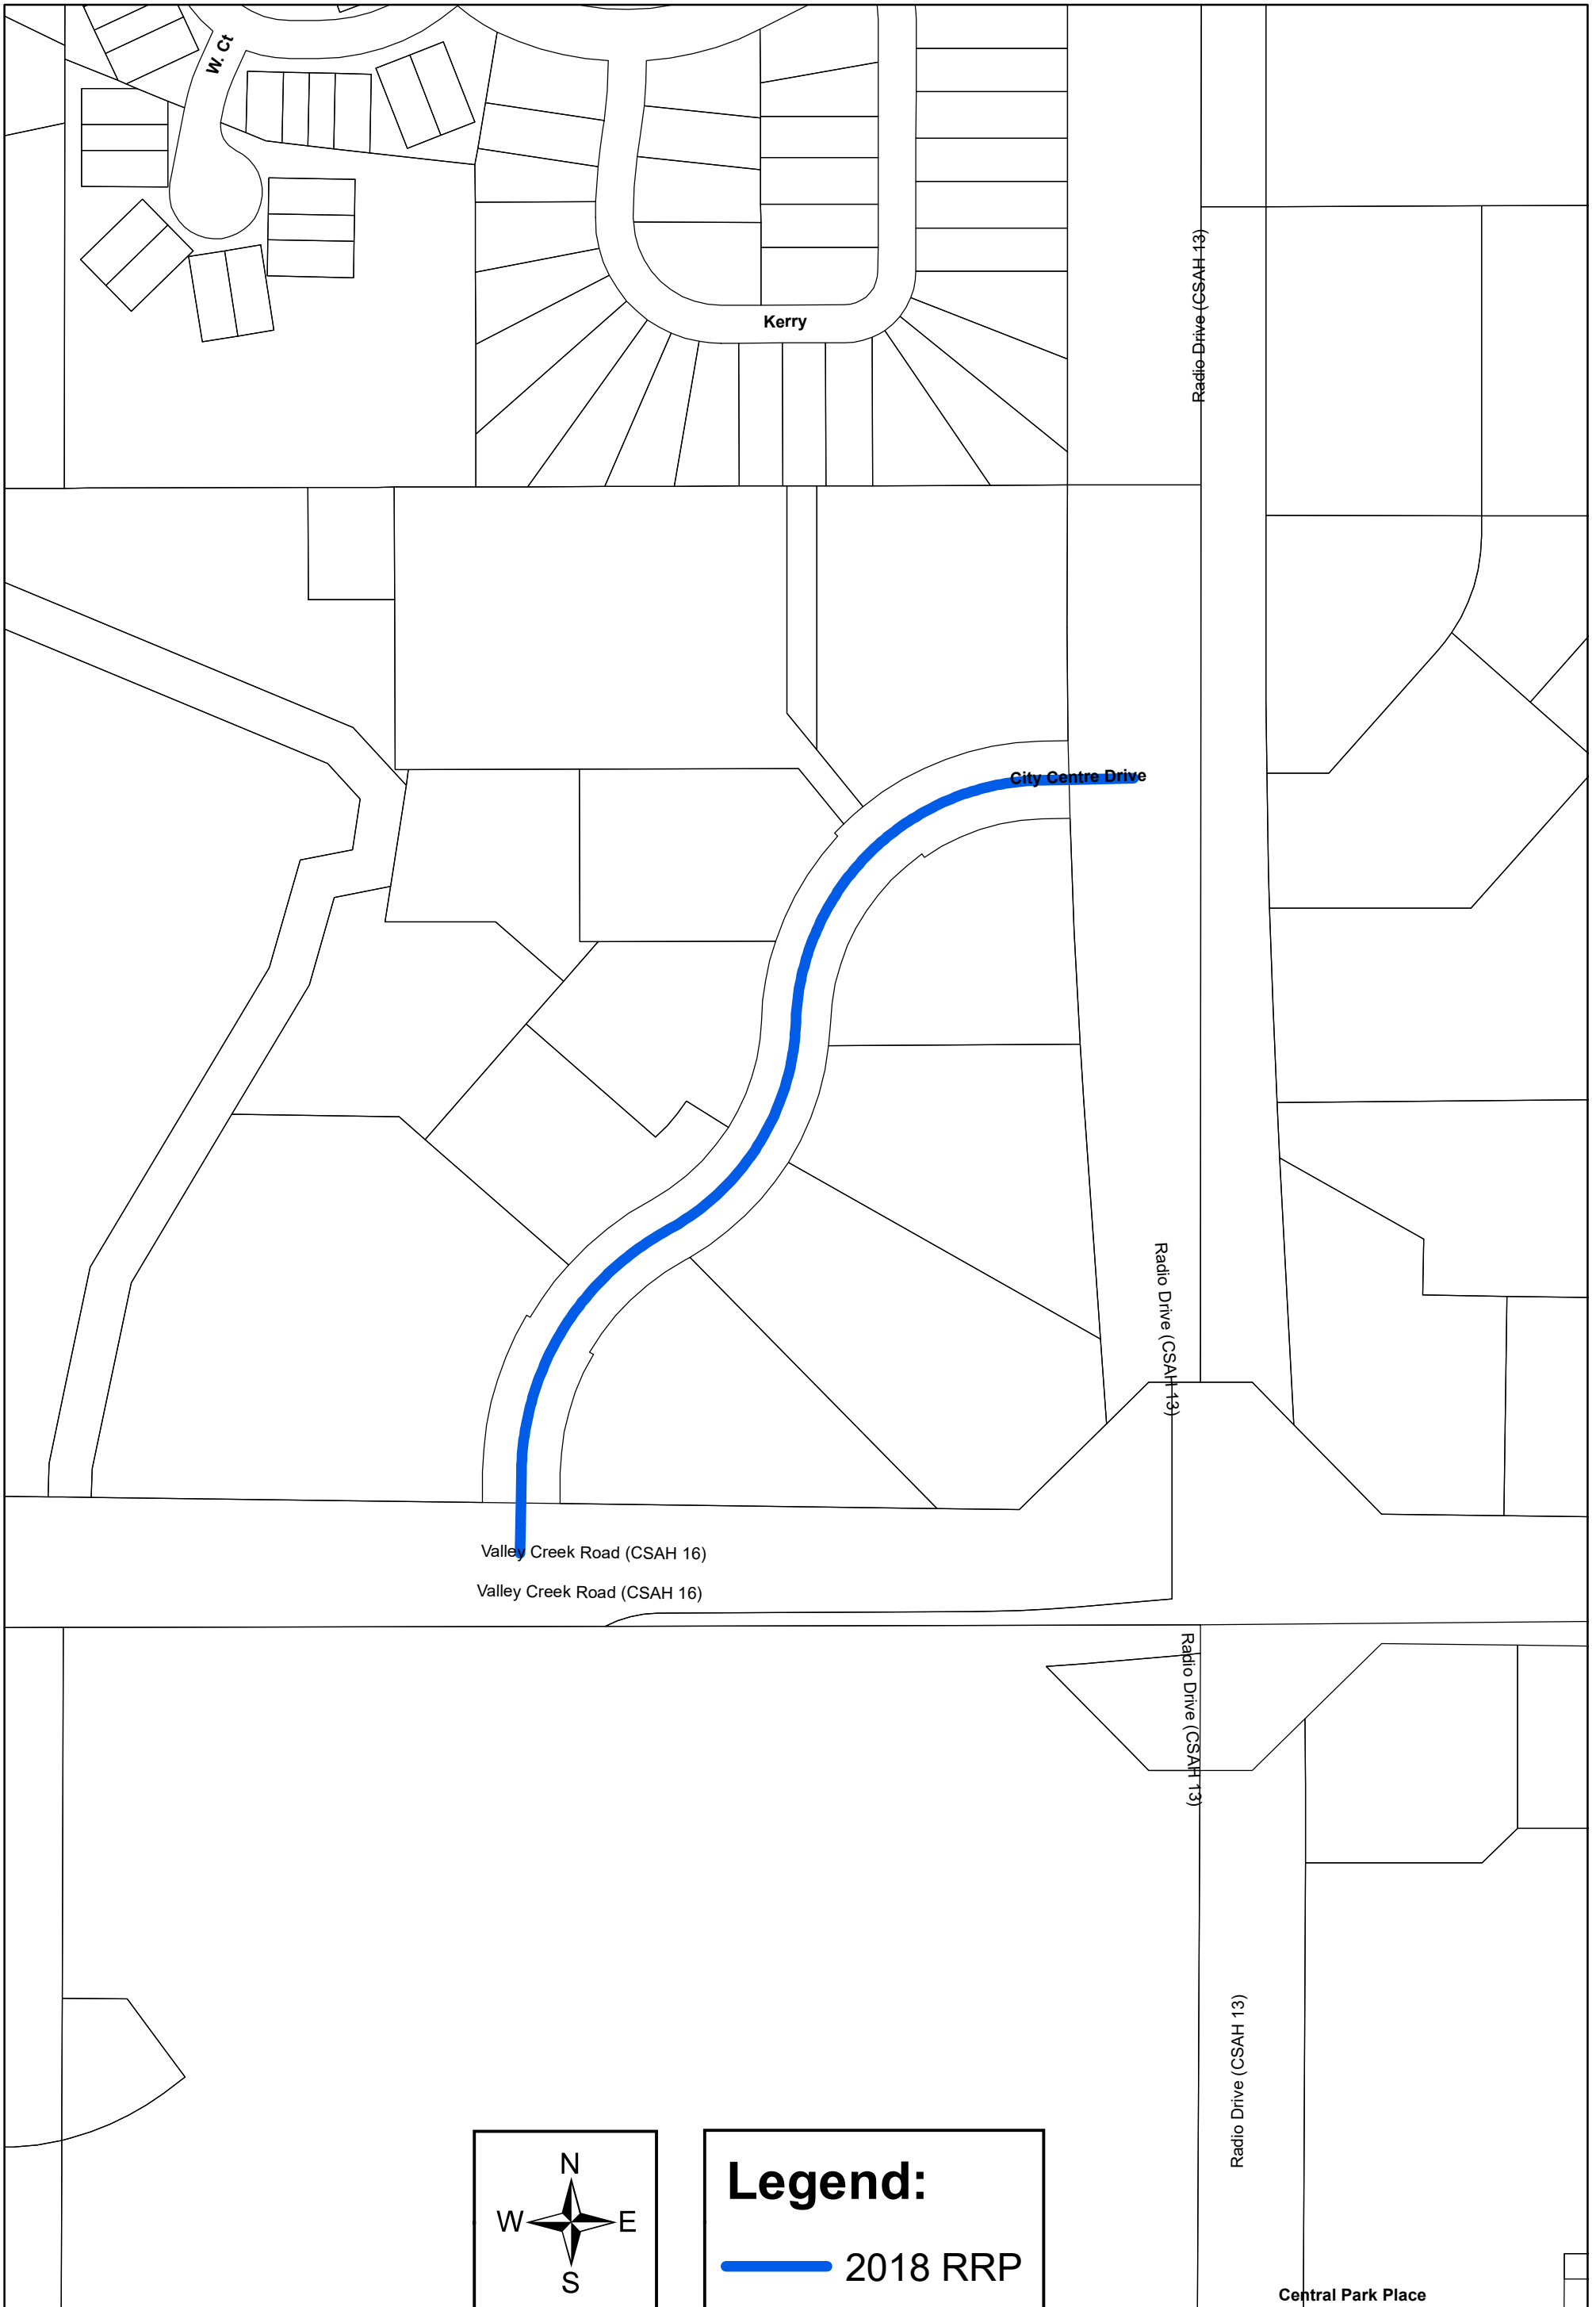 W. Ct
Kerry
Radio Drive (CSAH 13)
City Centre Drive
Radio Drive (CSAH 13)
Valley Creek Road (CSAH 16)
Valley Creek Road (CSAH 16)
Radio Drive (CSAH 13)
Radio Drive (CSAH 13)
N
W E
S
Legend:
2018 RRP
Central Park Place